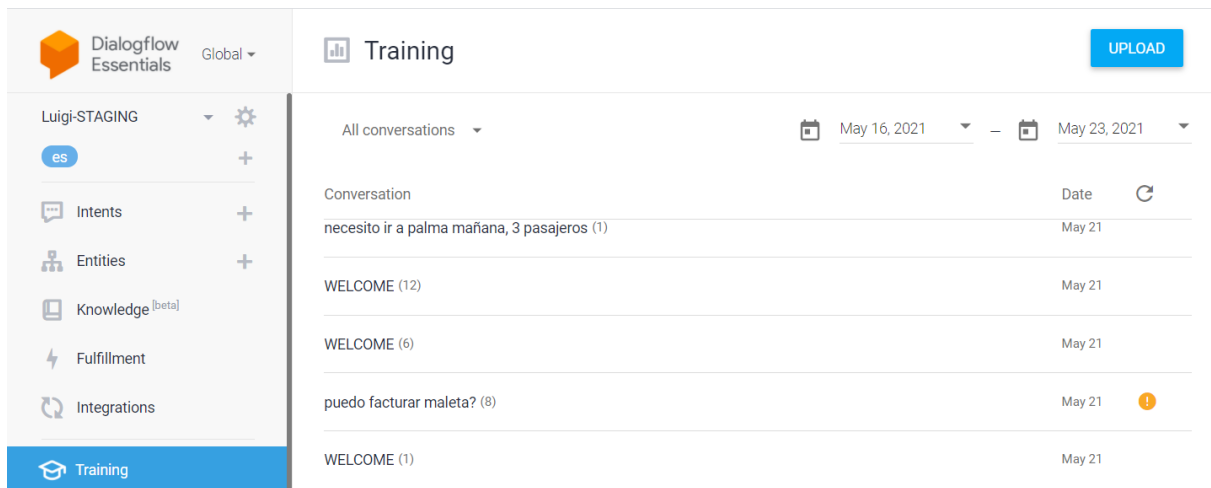 Dialogflow
Essentials
Global
Training
UPLOAD
Luigi-STAGING
es
Intents
Entities
Knowledge [beta]
Fulfillment
Integrations
Training
All conversations
May 16, 2021 – May 23, 2021
Conversation Date
necesito ir a palma mañana, 3 pasajeros (1) May 21
WELCOME (12) May 21
WELCOME (6) May 21
puedo facturar maleta? (8) May 21
WELCOME (1) May 21